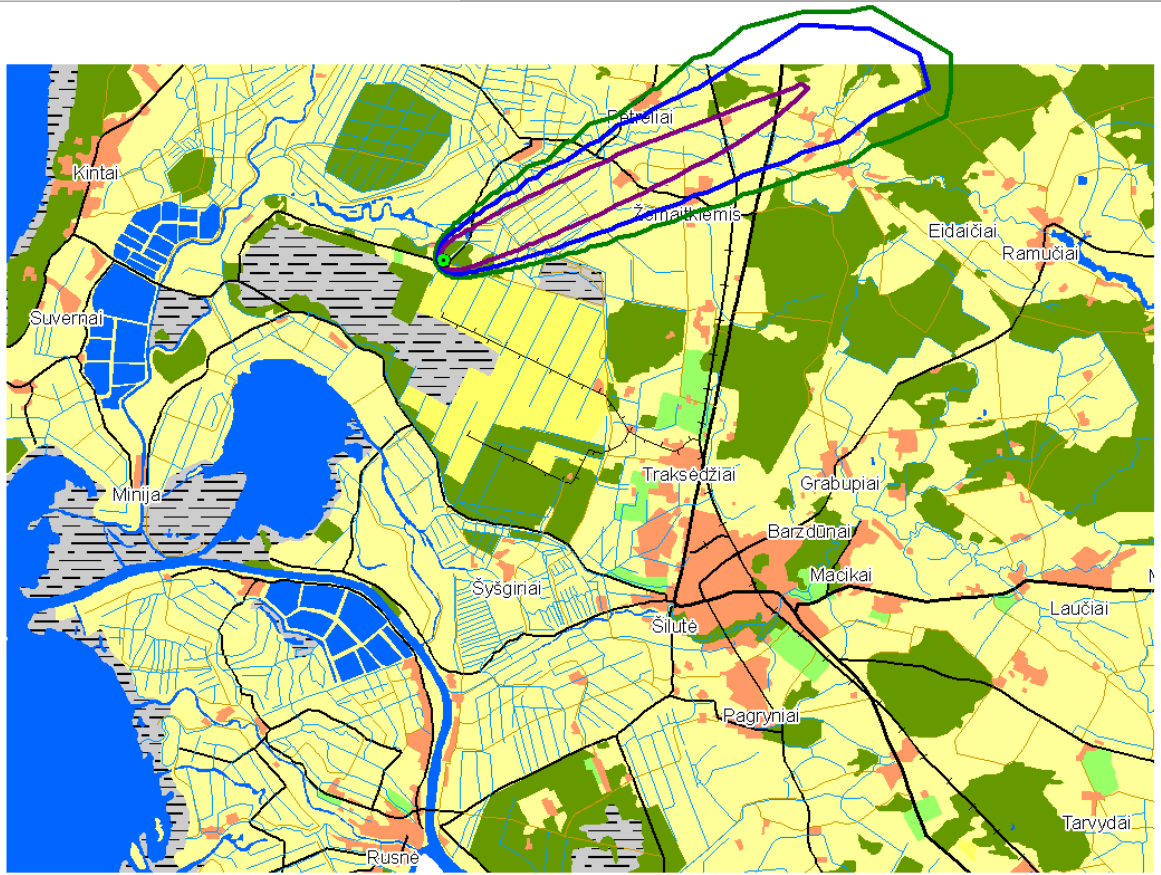 Petreliai
Kintai
Žemaitkiemis
Eidaičiai
Ramučiai
Suvernai
Traksėdžiai
Grabupiai
Minija
Barzdūnai
Macikai
M
Šyšgiriai
Laučiai
Šilutė
Pagryniai
Tarvydai
Rusnė